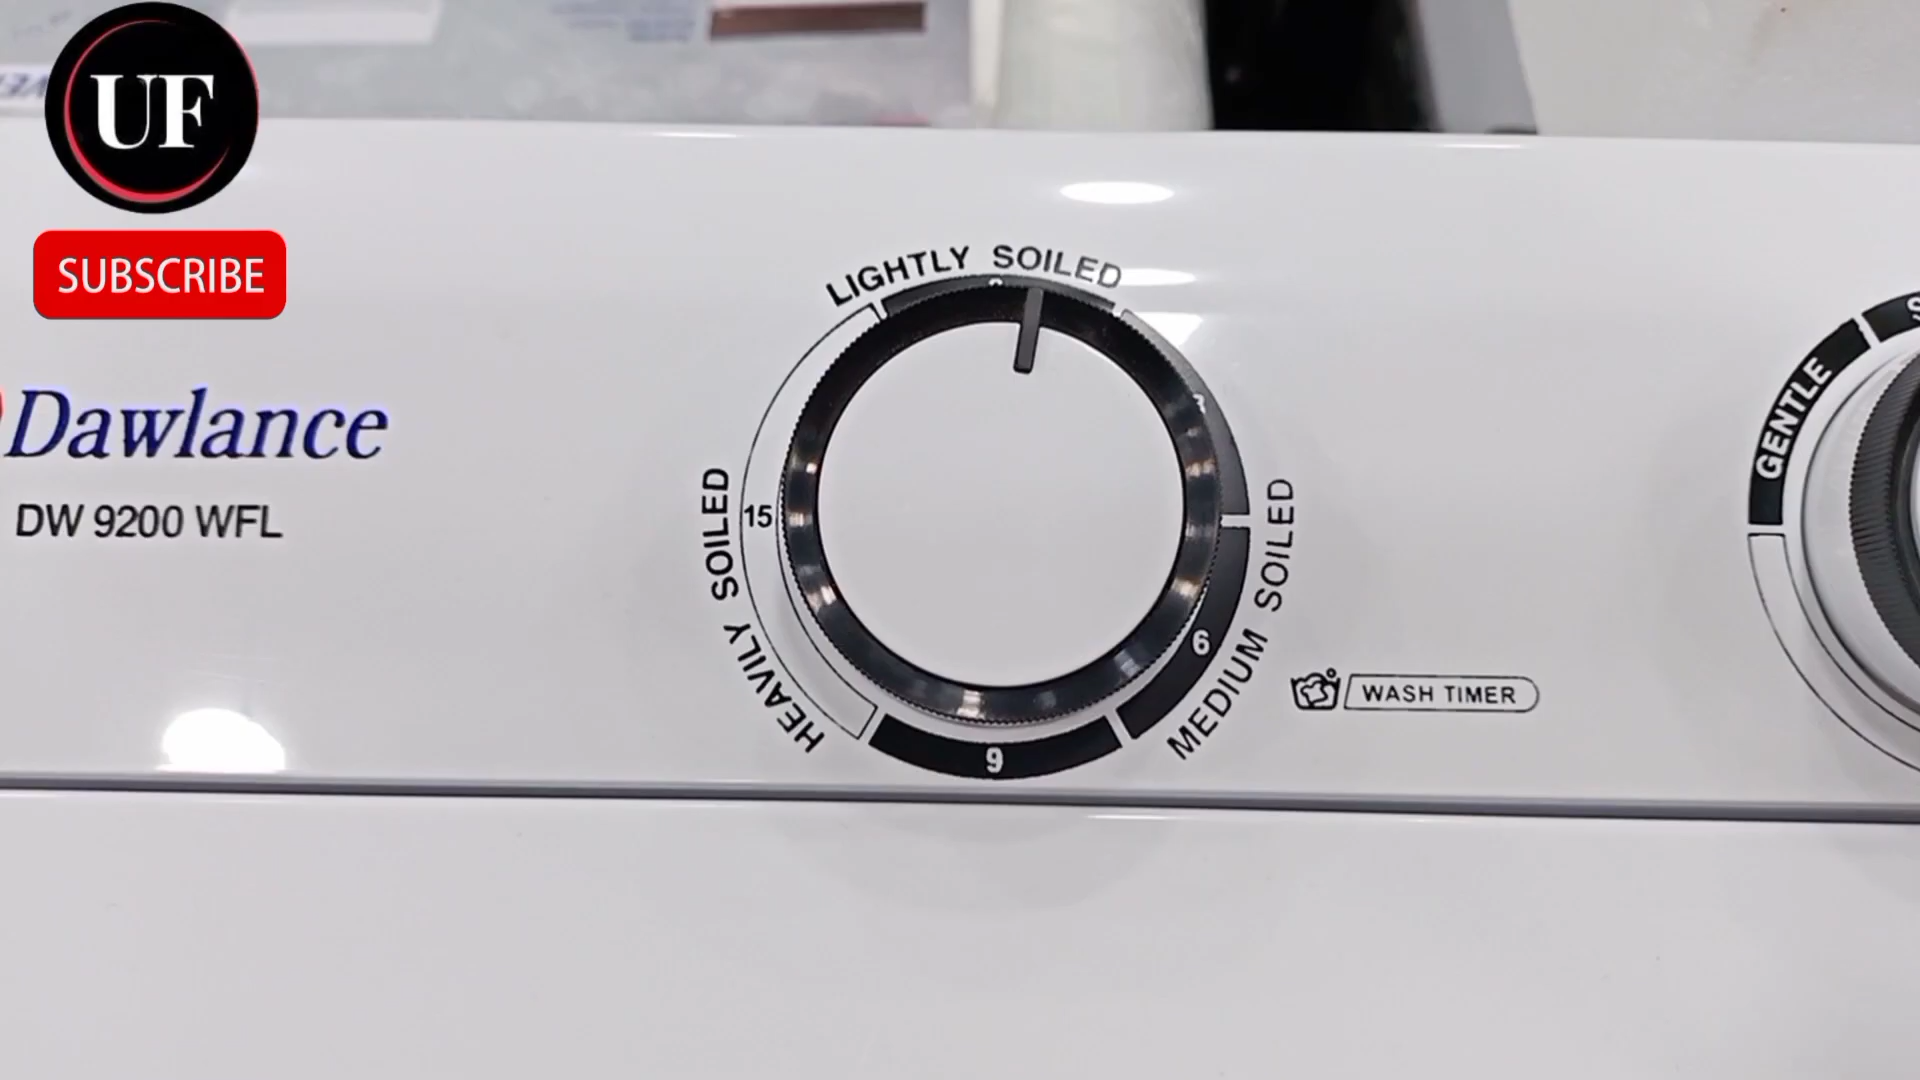 UF
SUBSCRIBE
Dawlance
DW 9200 WFL
LIGHTLY SOILED
MEDIUM SOILED
HEAVILY SOILED
15
6
9
WASH TIMER
GENTLE